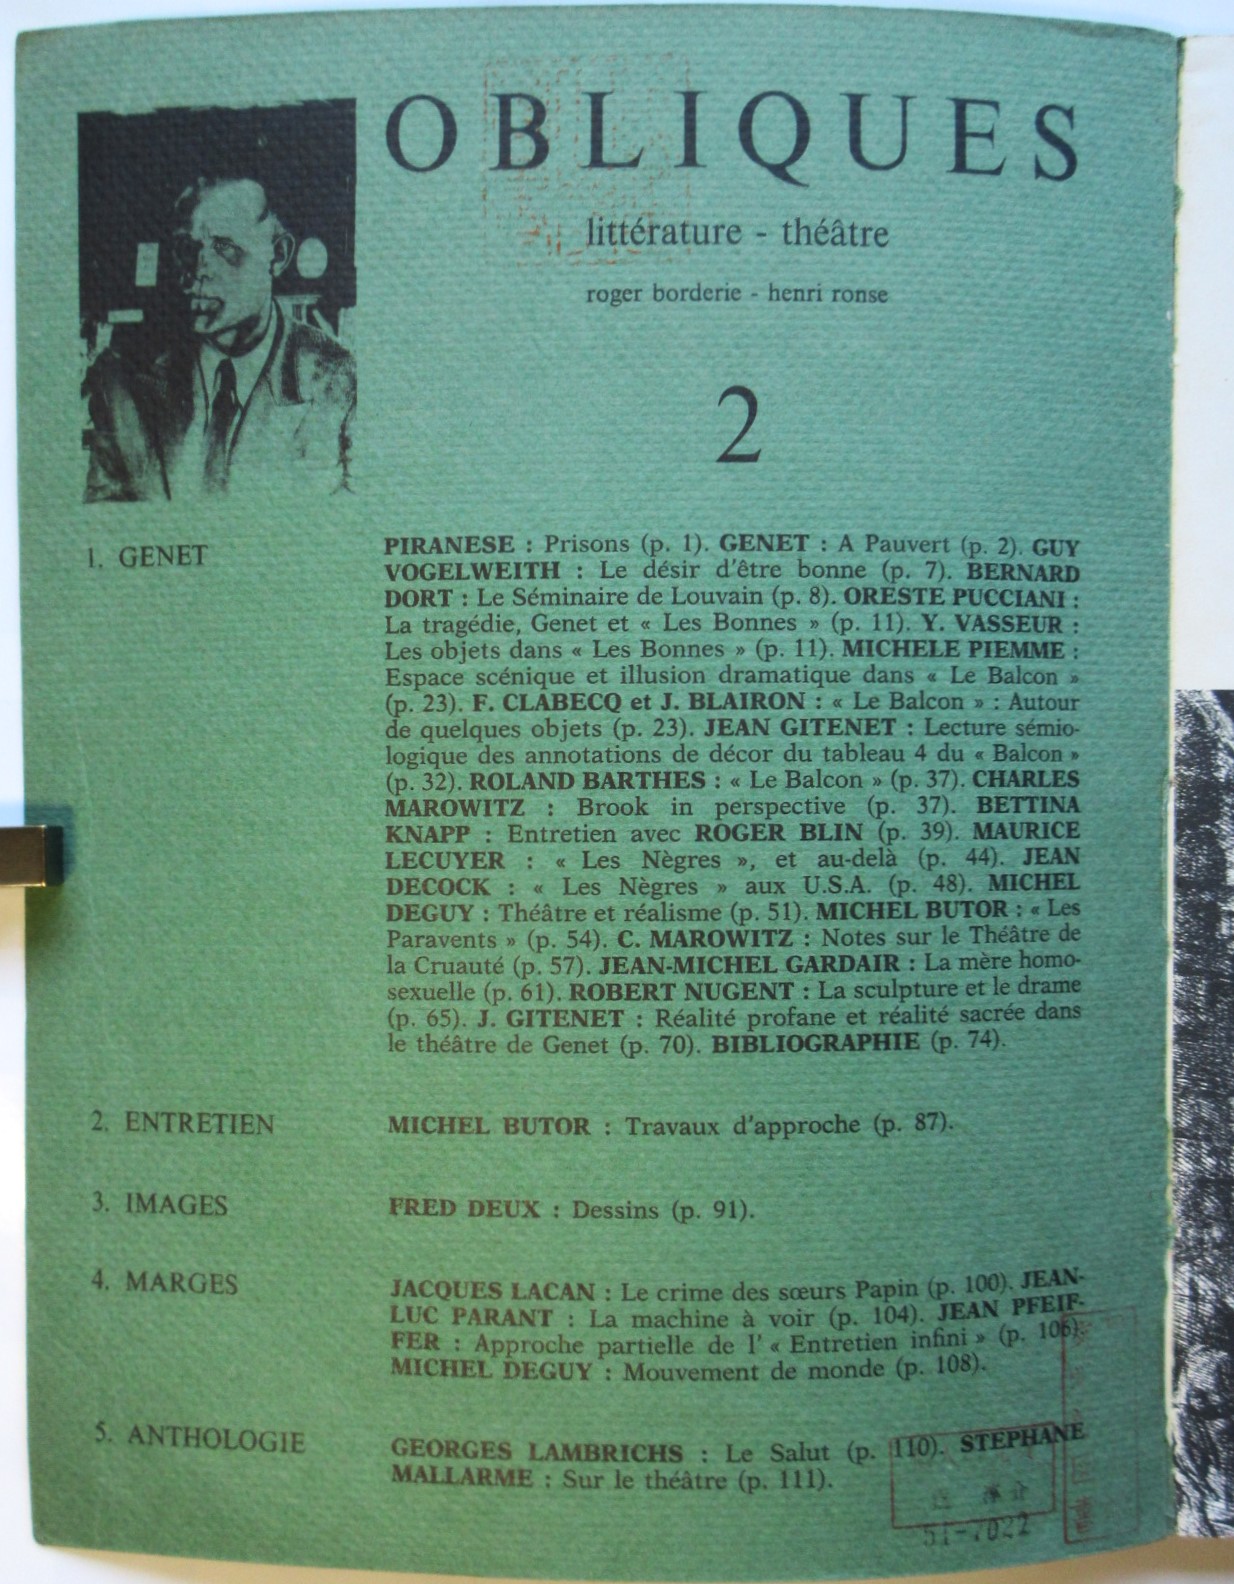 OBLIQUES
littérature - théâtre
roger borderie - henri ronse
2
1. GENET
PIRANESE : Prisons (p. 1). GENET : A Pauvert (p. 2). GUY
VOGELWEITH : Le désir d'être bonne (p. 7). BERNARD
DORT : Le Séminaire de Louvain (p. 8). ORESTE PUCCIANI :
La tragédie, Genet et « Les Bonnes » (p. 11). Y. VASSEUR :
Les objets dans « Les Bonnes » (p. 11). MICHELE PIEMME :
Espace scénique et illusion dramatique dans « Le Balcon »
(p. 23). F. CLABECQ et J. BLAIRON : « Le Balcon » : Autour
de quelques objets (p. 23). JEAN GITENET : Lecture sémio-
logique des annotations de décor du tableau 4 du « Balcon »
(p. 32). ROLAND BARTHES : « Le Balcon » (p. 37). CHARLES
MAROWITZ : Brook in perspective (p. 37). BETTINA
KNAPP : Entretien avec ROGER BLIN (p. 39). MAURICE
LECUYER : « Les Nègres », et au-delà (p. 44). JEAN
DECOCK : « Les Nègres » aux U.S.A. (p. 48). MICHEL
DEGUY : Théâtre et réalisme (p. 51). MICHEL BUTOR : « Les
Paravents » (p. 54). C. MAROWITZ : Notes sur le Théâtre de
la Cruauté (p. 57). JEAN-MICHEL GARDAIR : La mère homo-
sexuelle (p. 61). ROBERT NUGENT : La sculpture et le drame
(p. 65). J. GITENET : Réalité profane et réalité sacrée dans
le théâtre de Genet (p. 70). BIBLIOGRAPHIE (p. 74).
2. ENTRETIEN
MICHEL BUTOR : Travaux d'approche (p. 87).
3. IMAGES
FRED DEUX : Dessins (p. 91).
4. MARGES
JACQUES LACAN : Le crime des sœurs Papin (p. 100). JEAN-
LUC PARANT : La machine à voir (p. 104). JEAN PFEIF-
FER : Approche partielle de l' « Entretien infini » (p. 106).
MICHEL DEGUY : Mouvement de monde (p. 108).
5. ANTHOLOGIE
GEORGES LAMBRICHS : Le Salut (p. 110). STEPHANE
MALLARME : Sur le théâtre (p. 111).
51-7022